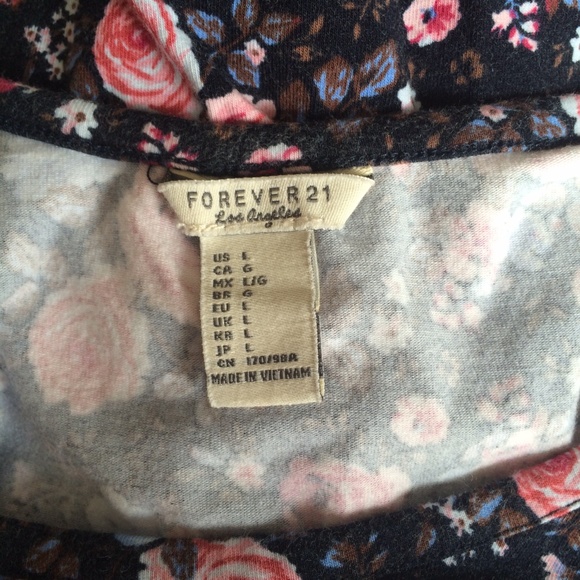 FOREVER 21
Los Angeles
US L
CA G
MX L/G
BR G
EU L
UK L
KR L
JP L
CN 170/98A
MADE IN VIETNAM